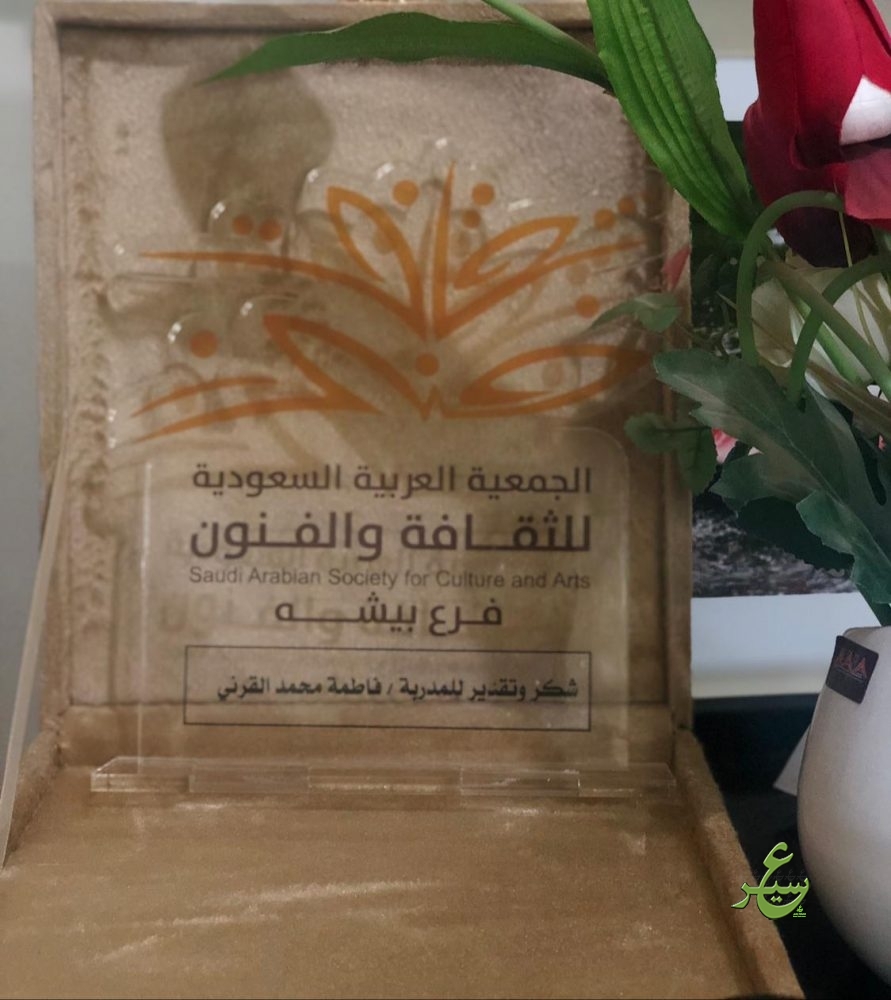 الجمعية العربية السعودية
للثقافة والفنون
Saudi Arabian Society for Culture and Arts
فرع بيشه
شكر وتقدير للمدربة / فاطمة محمد القرني
عسير